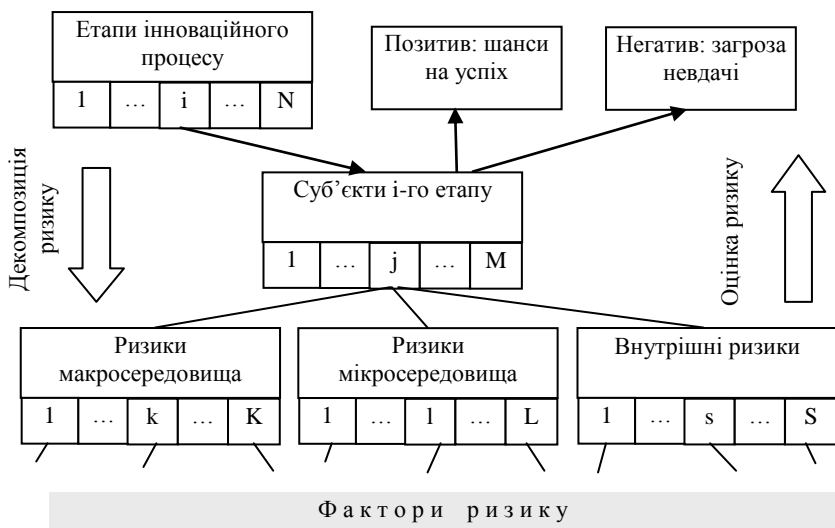 Етапи інноваційного
процесу
1 … i … N
Позитив: шанси
на успіх
Негатив: загроза
невдачі
Декомпозиція
ризику
Суб’єкти і-го етапу
1 … j … M
Оцінка ризику
Ризики
макросередовища
1 … k … K
Ризики
мікросередовища
1 … l … L
Внутрішні ризики
1 … s … S
Фактори ризику